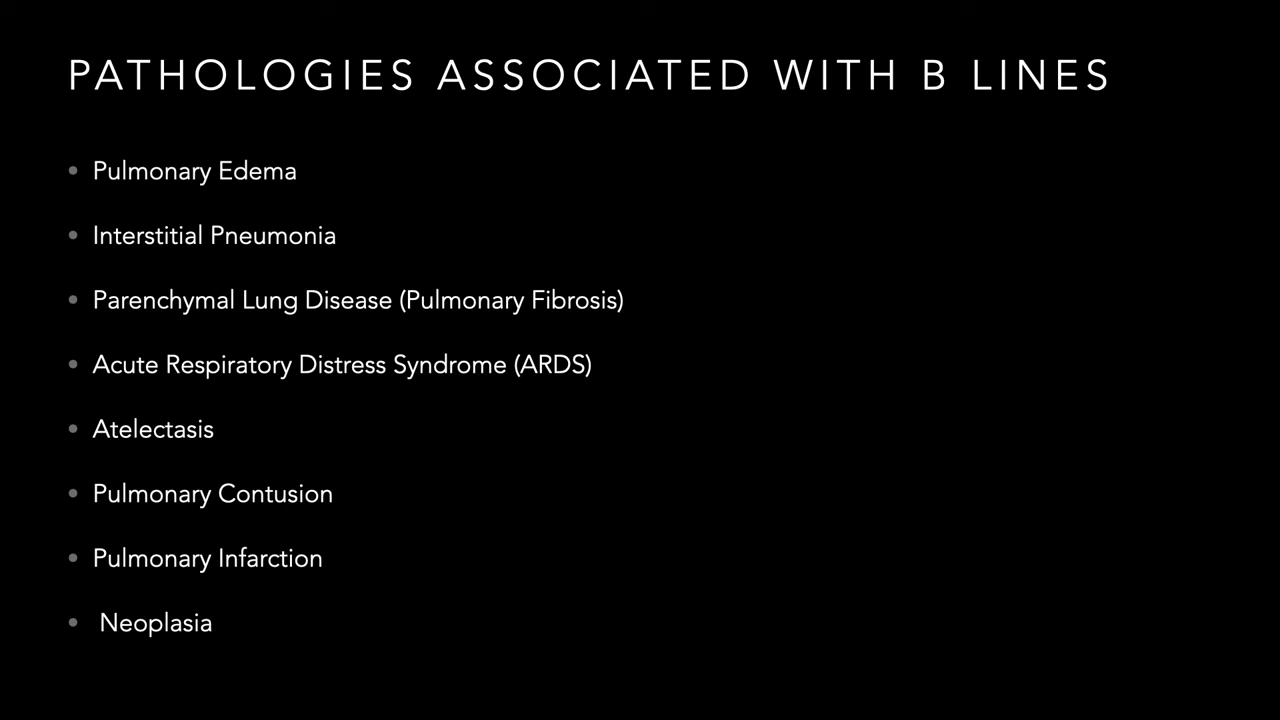 PATHOLOGIES ASSOCIATED WITH B LINES
• Pulmonary Edema
• Interstitial Pneumonia
• Parenchymal Lung Disease (Pulmonary Fibrosis)
• Acute Respiratory Distress Syndrome (ARDS)
• Atelectasis
• Pulmonary Contusion
• Pulmonary Infarction
• Neoplasia